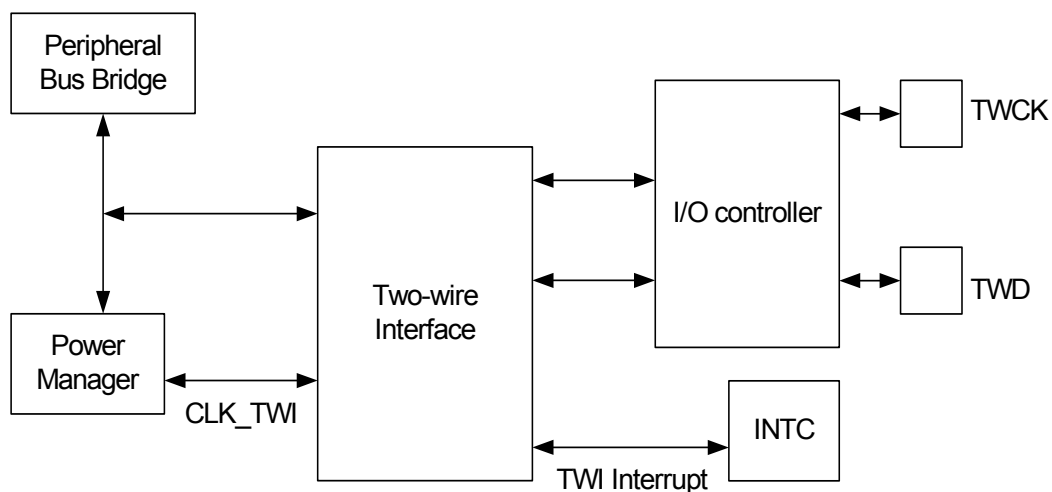 Peripheral
Bus Bridge
TWCK
I/O controller
Two-wire
Interface
TWD
Power
Manager
CLK_TWI
INTC
TWI Interrupt